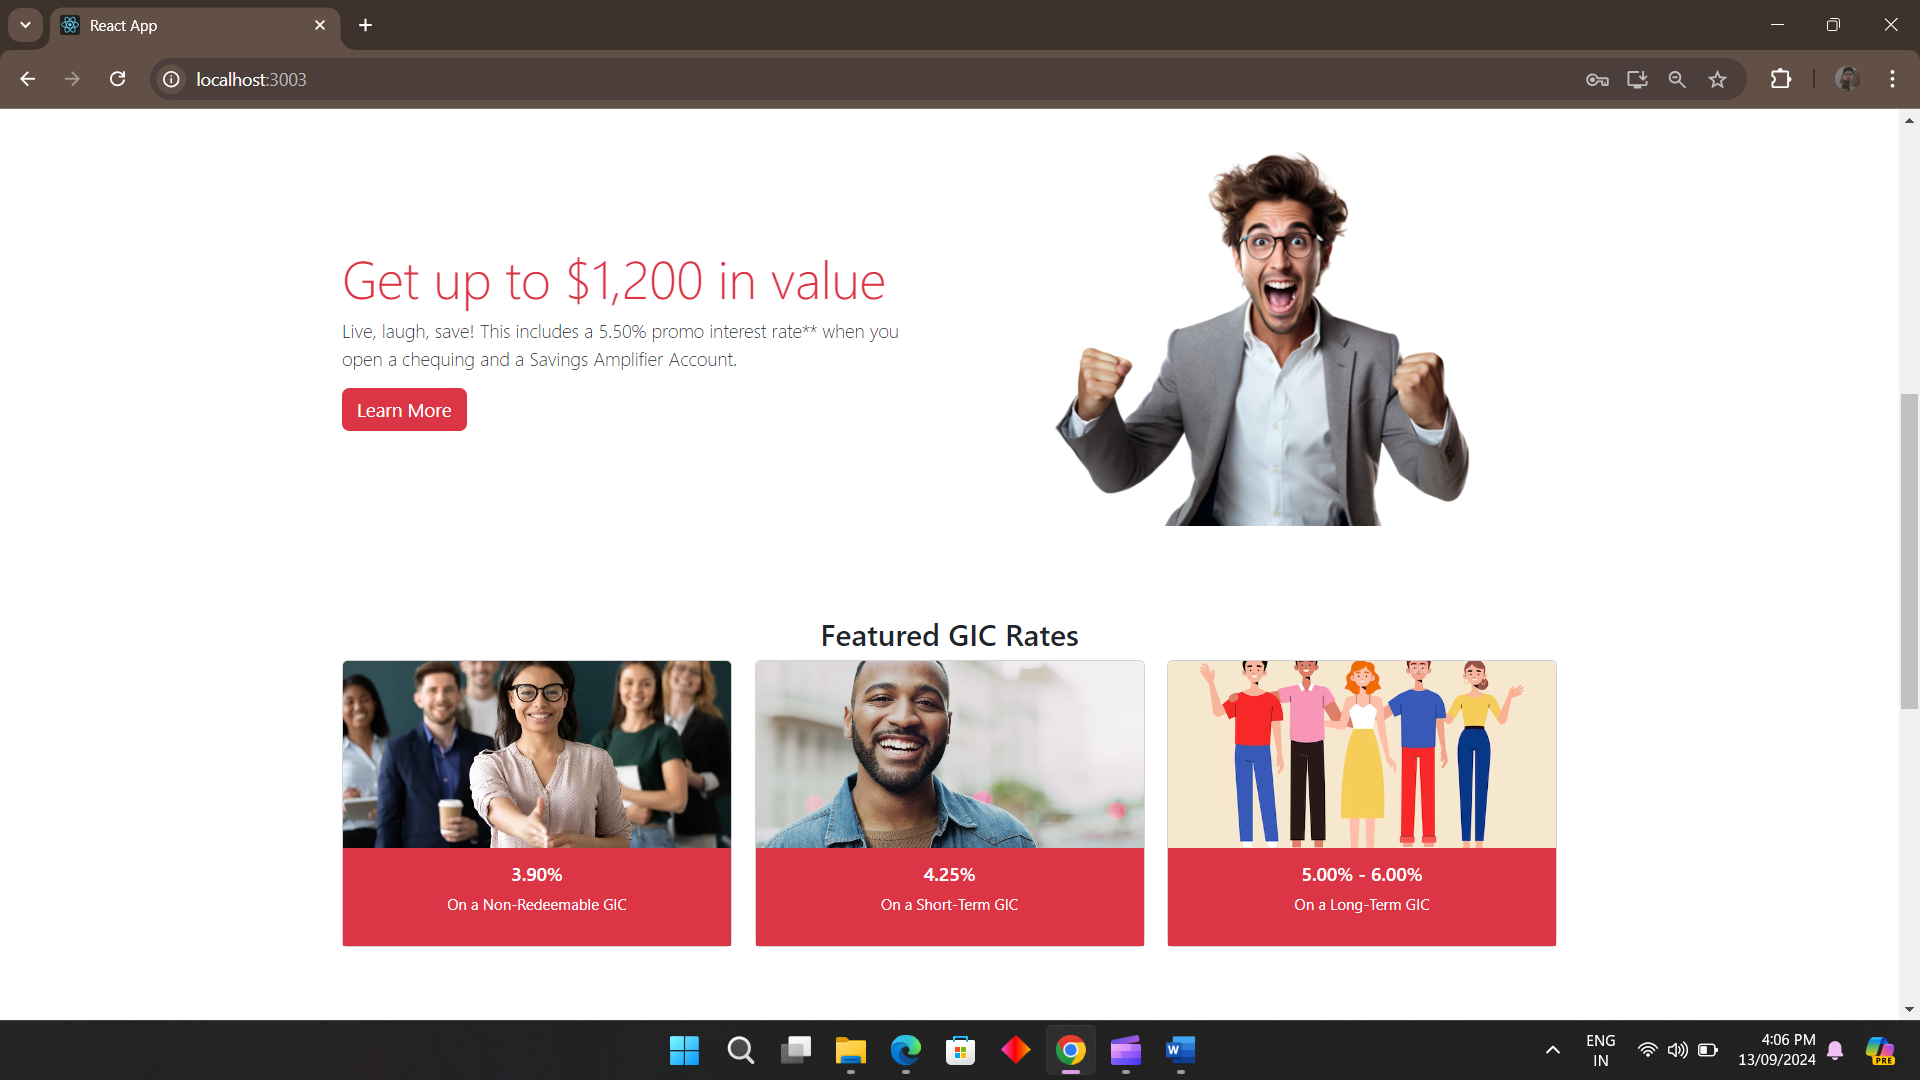 React App
localhost:3003
Get up to $1,200 in value
Live, laugh, save! This includes a 5.50% promo interest rate** when you
open a chequing and a Savings Amplifier Account.
Learn More
Featured GIC Rates
3.90%
On a Non-Redeemable GIC
4.25%
On a Short-Term GIC
5.00% - 6.00%
On a Long-Term GIC
W
ENG
IN
4:06 PM
13/09/2024
PRE